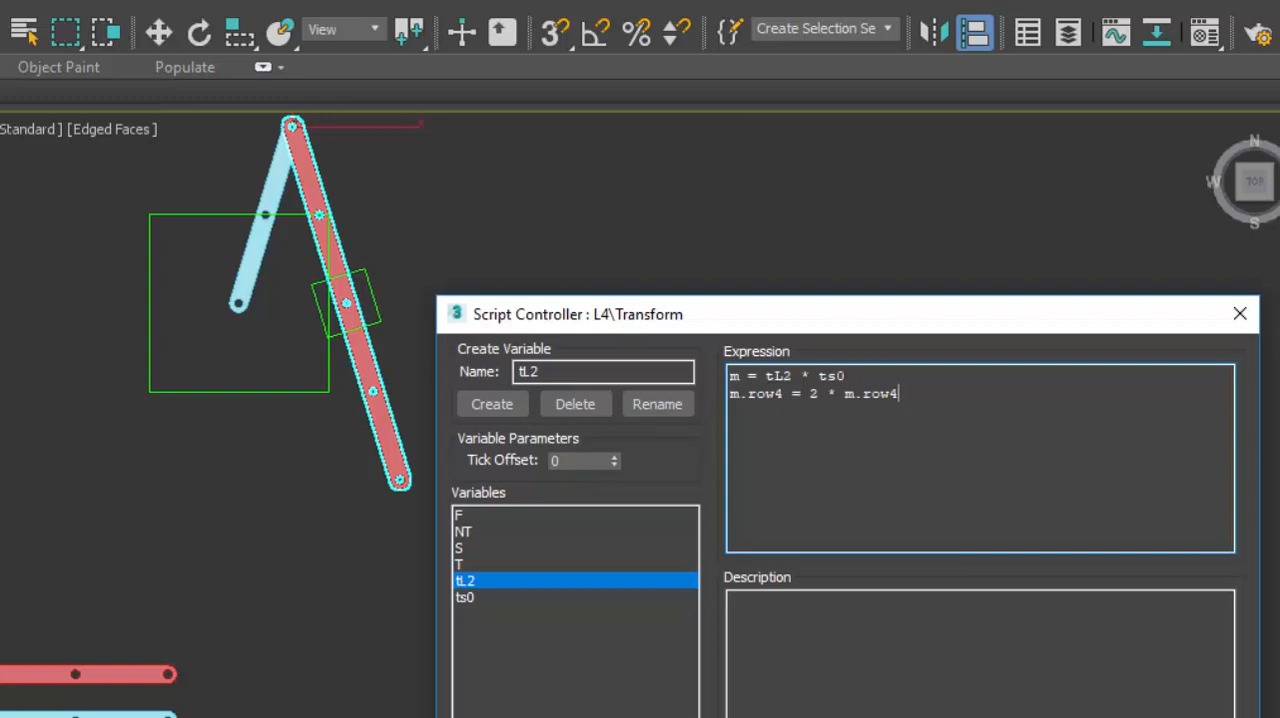 View
Create Selection Se
Object Paint
Populate
Standard ] [Edged Faces ]
x
N
W
TOP
S
3 Script Controller : L4\Transform
Create Variable
Name: tL2
Create
Delete
Rename
Variable Parameters
Tick Offset: 0
Variables
F
NT
S
T
tL2
ts0
Expression
m = tL2 * ts0
m.row4 = 2 * m.row4
Description